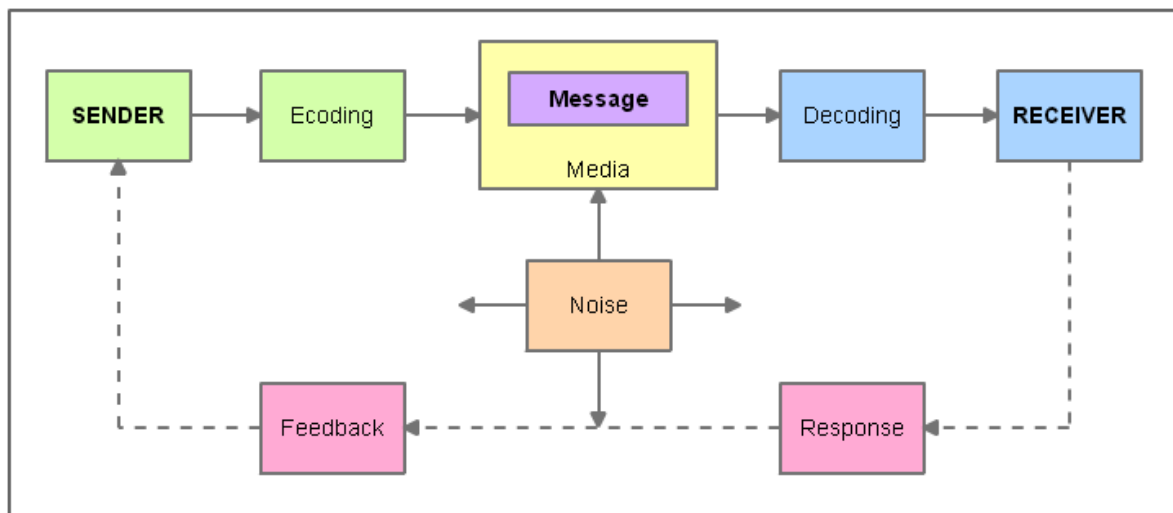 SENDER
Ecoding
Message
Media
Decoding
RECEIVER
Noise
Feedback
Response